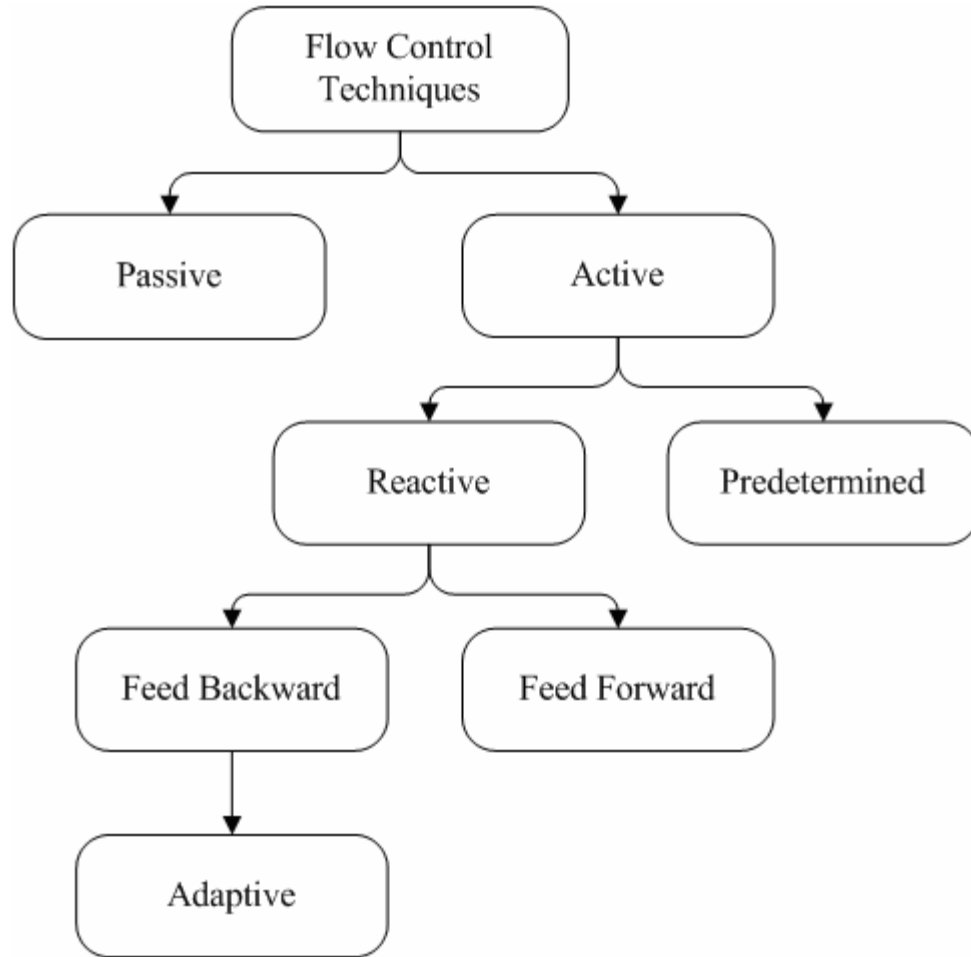 Flow Control
Techniques
Passive
Active
Reactive
Predetermined
Feed Backward
Feed Forward
Adaptive